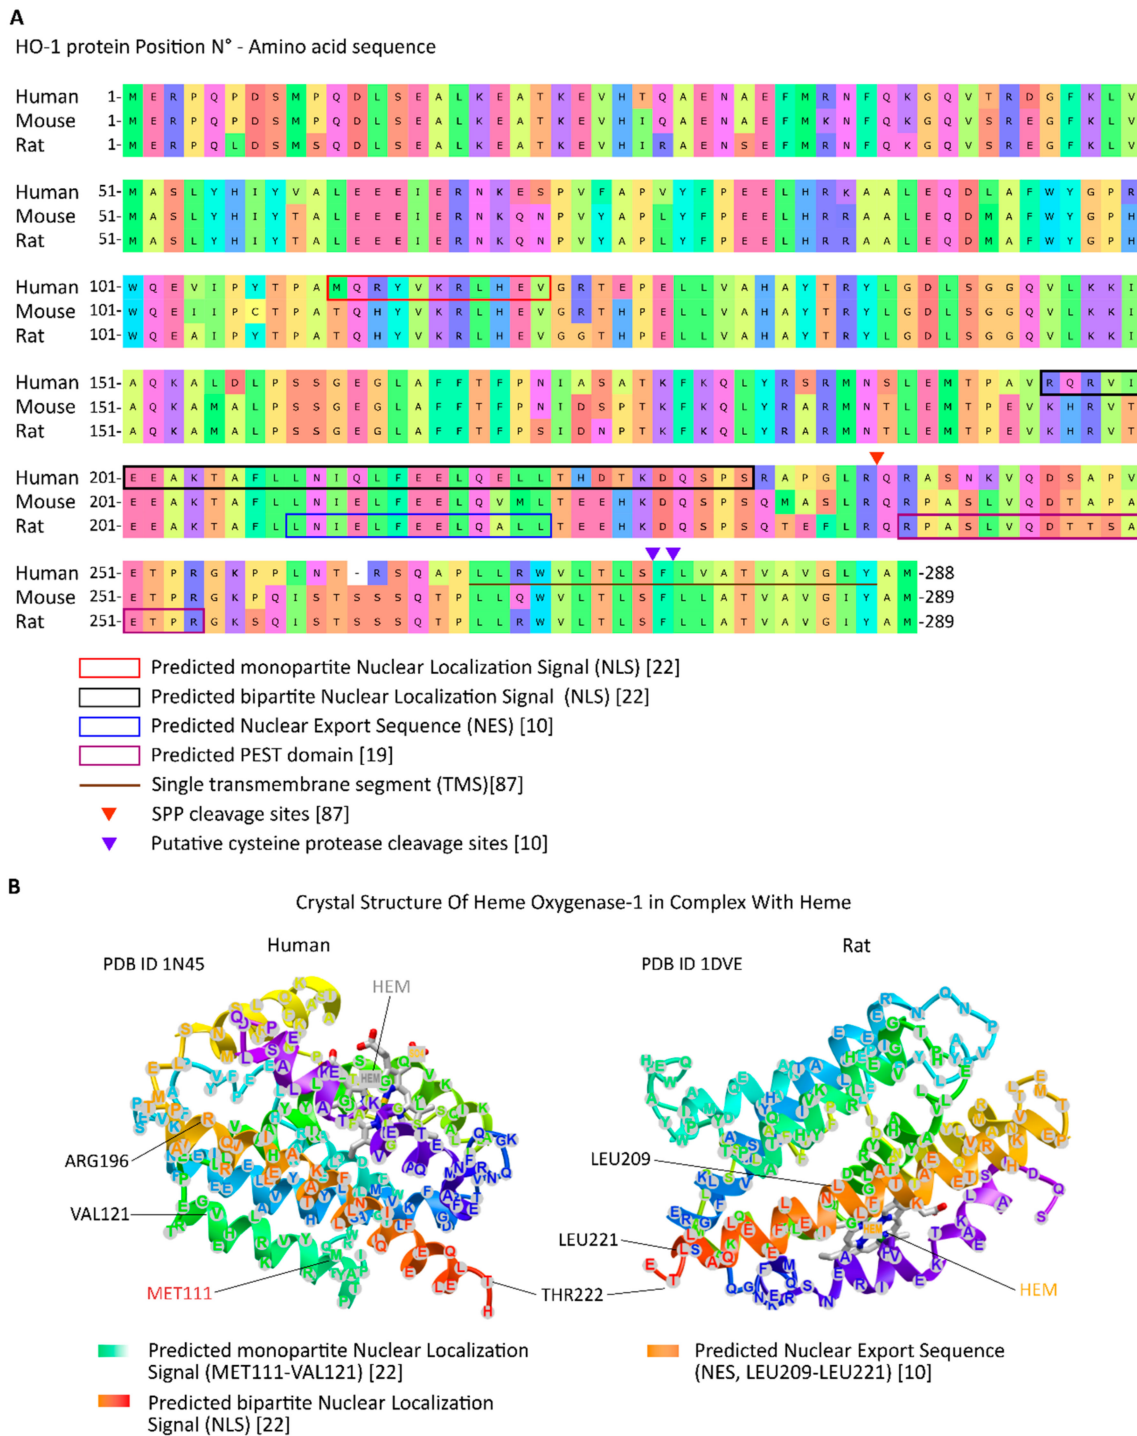 A
HO-1 protein Position N° - Amino acid sequence
Human 1- M E R P Q P D S M P Q D L S E A L K E A T K E V H T Q A E N A E F M R N F Q K G Q V T R D G F K L V
Mouse 1- M E R P Q P D S M P Q D L S E A L K E A T K E V H I Q A E N A E F M K N F Q K G Q V S R E G F K L V
Rat 1- M E R P Q L D S M S Q D L S E A L K E A T K E V H I R A E N S E F M R N F Q K G Q V S R E G F K L V
Human 51- M A S L Y H I Y V A L E E E I E R N K E S P V F A P V Y F P E E L H R K A A L E Q D L A F W Y G P R
Mouse 51- M A S L Y H I Y T A L E E E I E R N K Q N P V Y A P L Y F P E E L H R R A A L E Q D M A F W Y G P H
Rat 51- M A S L Y H I Y T A L E E E I E R N K Q N P V Y A P L Y F P E E L H R R A A L E Q D M A F W Y G P H
Human 101- W Q E V I P Y T P A M Q R Y V K R L H E V G R T E P E L L V A H A Y T R Y L G D L S G G Q V L K K I
Mouse 101- W Q E I I P C T P A T Q H Y V K R L H E V G R T H P E L L V A H A Y T R Y L G D L S G G Q V L K K I
Rat 101- W Q E A I P Y T P A T Q H Y V K R L H E V G G T H P E L L V A H A Y T R Y L G D L S G G Q V L K K I
Human 151- A Q K A L D L P S S G E G L A F F T F P N I A S A T K F K Q L Y R S R M N S L E M T P A V R Q R V I
Mouse 151- A Q K A M A L P S S G E G L A F F T F P N I D S P T K F K Q L Y R A R M N T L E M T P E V K H R V T
Rat 151- A Q K A M A L P S S G E G L A F F T F P S I D N P T K F K Q L Y R A R M N T L E M T P E V K H R V T
Human 201- E E A K T A F L L N I Q L F E E L Q E L L T H D T K D Q S P S R A P G L R Q R A S N K V Q D S A P V
Mouse 201- E E A K T A F L L N I E L F E E L Q V M L T E E H K D Q S P S Q M A S L R Q R P A S L V Q D T A P A
Rat 201- E E A K T A F L L N I E L F E E L Q A L L T E E H K D Q S P S Q T E F L R Q R P A S L V Q D T T S A
Human 251- E T P R G K P P L N T - R S Q A P L L R W V L T L S F L V A T V A V G L Y A M -288
Mouse 251- E T P R G K P Q I S T S S S Q T P L L Q W V L T L S F L L A T V A V G I Y A M -289
Rat 251- E T P R G K S Q I S T S S S Q T P L L R W V L T L S F L L A T V A V G I Y A M -289
Predicted monopartite Nuclear Localization Signal (NLS) [22]
Predicted bipartite Nuclear Localization Signal (NLS) [22]
Predicted Nuclear Export Sequence (NES) [10]
Predicted PEST domain [19]
Single transmembrane segment (TMS)[87]
SPP cleavage sites [87]
Putative cysteine protease cleavage sites [10]
B
Crystal Structure Of Heme Oxygenase-1 in Complex With Heme
Human
Rat
PDB ID 1N45
PDB ID 1DVE
HEM
HEM
ARG196
VAL121
MET111
LEU209
LEU221
THR222
HEM
HEM
Predicted monopartite Nuclear Localization
Signal (MET111-VAL121) [22]
Predicted bipartite Nuclear Localization
Signal (NLS) [22]
Predicted Nuclear Export Sequence
(NES, LEU209-LEU221) [10]